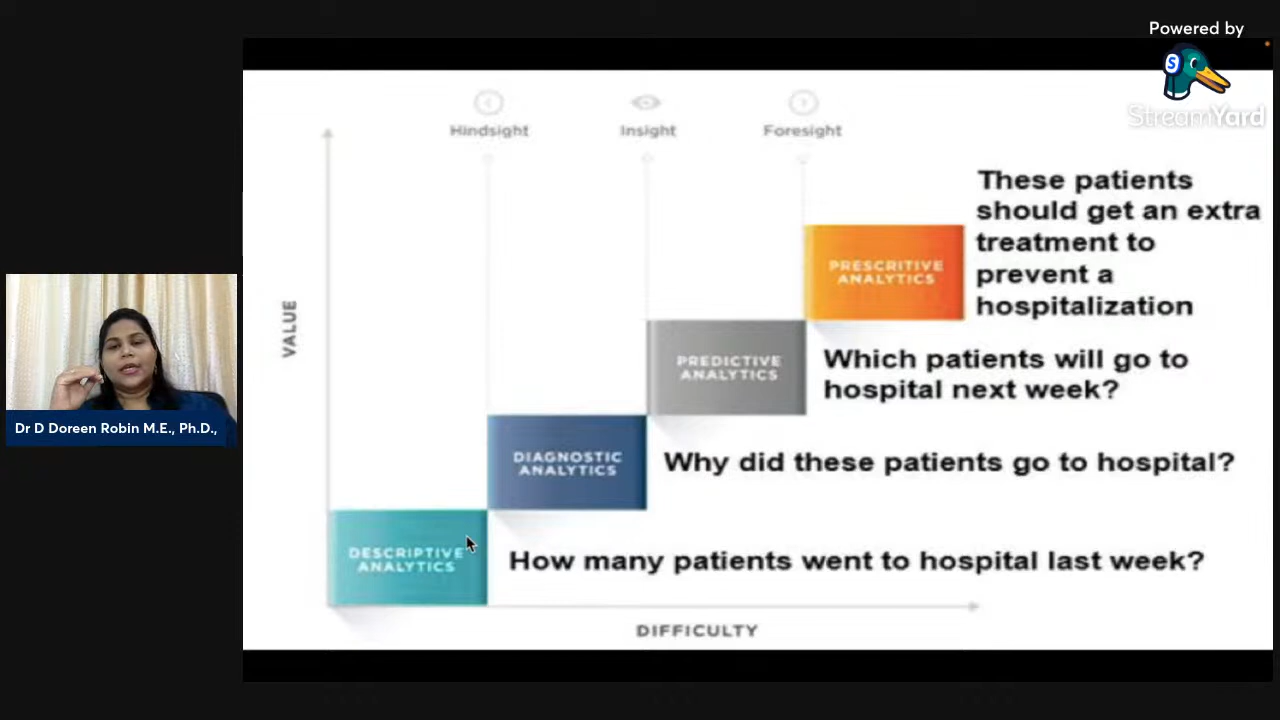 Powered by
StreamYard
Hindsight
Insight
Foresight
These patients
should get an extra
treatment to
prevent a
hospitalization
PRESCRITIVE
ANALYTICS
VALUE
PREDICTIVE
ANALYTICS
Which patients will go to
hospital next week?
Dr D Doreen Robin M.E., Ph.D.,
DIAGNOSTIC
ANALYTICS
Why did these patients go to hospital?
DESCRIPTIVE
ANALYTICS
How many patients went to hospital last week?
DIFFICULTY